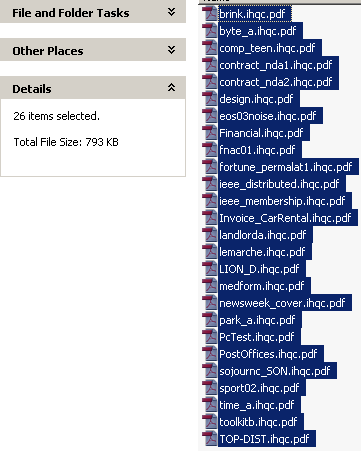 File and Folder Tasks
Other Places
Details
26 items selected.
Total File Size: 793 KB
brink.ihqc.pdf
byte_a.ihqc.pdf
comp_teen.ihqc.pdf
contract_nda1.ihqc.pdf
contract_nda2.ihqc.pdf
design.ihqc.pdf
eos03noise.ihqc.pdf
Financial.ihqc.pdf
fnac01.ihqc.pdf
fortune_permalat1.ihqc.pdf
ieee_distributed.ihqc.pdf
ieee_membership.ihqc.pdf
Invoice_CarRental.ihqc.pdf
landlorda.ihqc.pdf
lemarche.ihqc.pdf
LION_D.ihqc.pdf
medform.ihqc.pdf
newsweek_cover.ihqc.pdf
park_a.ihqc.pdf
PcTest.ihqc.pdf
PostOffices.ihqc.pdf
sojournc_SON.ihqc.pdf
sport02.ihqc.pdf
time_a.ihqc.pdf
toolkitb.ihqc.pdf
TOP-DIST.ihqc.pdf